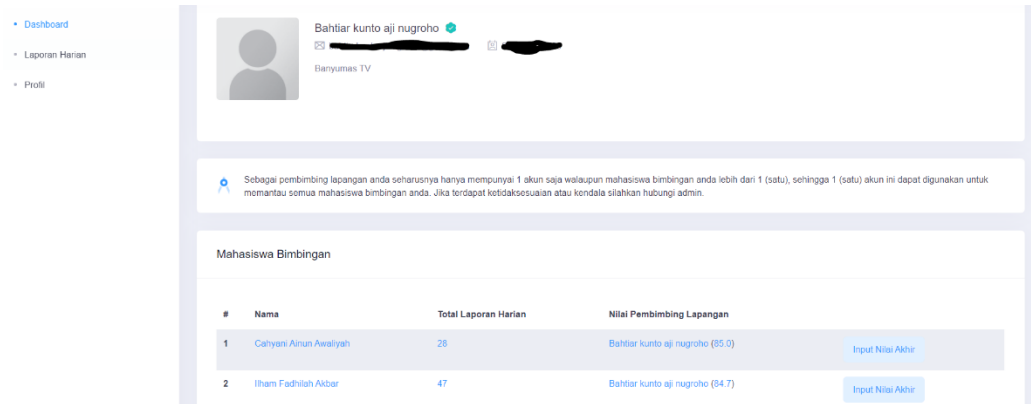 Dashboard
Laporan Harian
Profil
Bahtiar kunto aji nugroho
Banyumas TV
Sebagai pembimbing lapangan anda seharusnya hanya mempunyai 1 akun saja walaupun mahasiswa bimbingan anda lebih dari 1 (satu), sehingga 1 (satu) akun ini dapat digunakan untuk
memantau semua mahasiswa bimbingan anda. Jika terdapat ketidaksesuaian atau kendala silahkan hubungi admin.
Mahasiswa Bimbingan
# Nama Total Laporan Harian Nilai Pembimbing Lapangan
1 Cahyani Ainun Awaliyah 28 Bahtiar kunto aji nugroho (85.0) Input Nilai Akhir
2 Ilham Fadhilah Akbar 47 Bahtiar kunto aji nugroho (84.7) Input Nilai Akhir